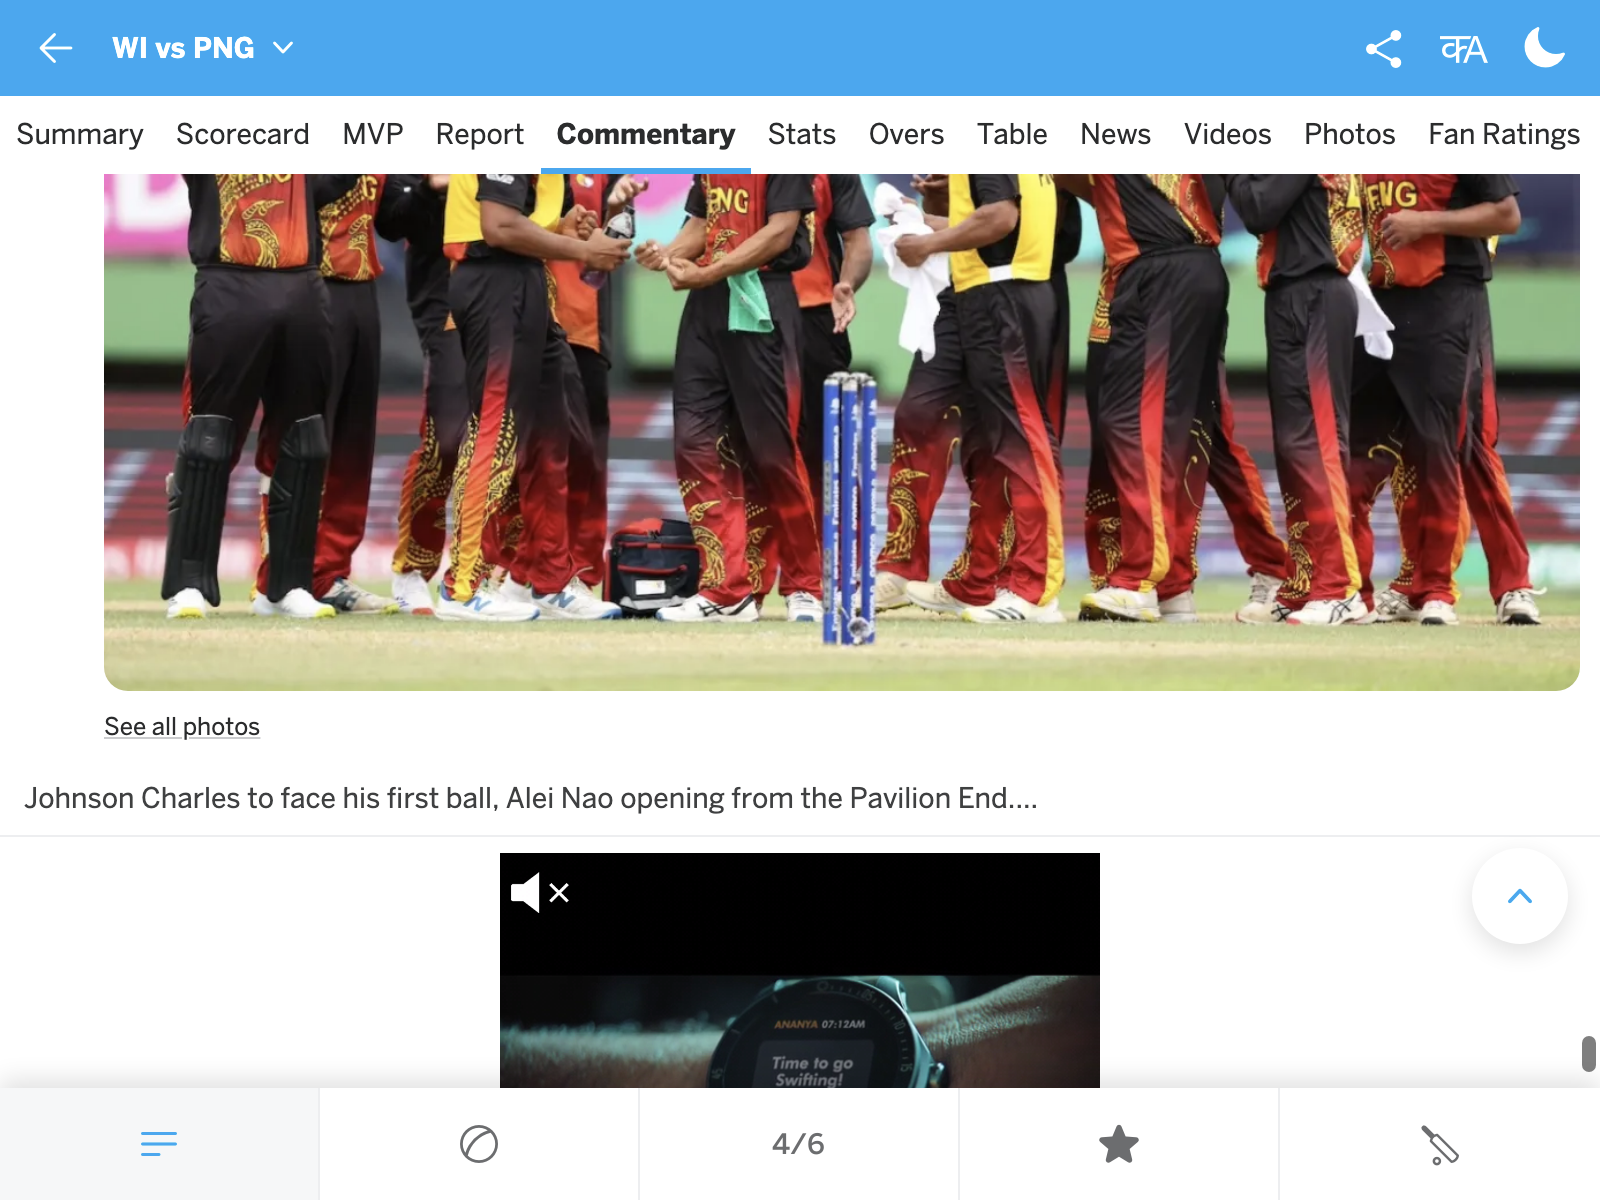 WI vs PNG
Summary Scorecard MVP Report Commentary Stats Overs Table News Videos Photos Fan Ratings
PNG
See all photos
Johnson Charles to face his first ball, Alei Nao opening from the Pavilion End....
ANANYA 07:12AM
Time to go
Swifting!
4/6